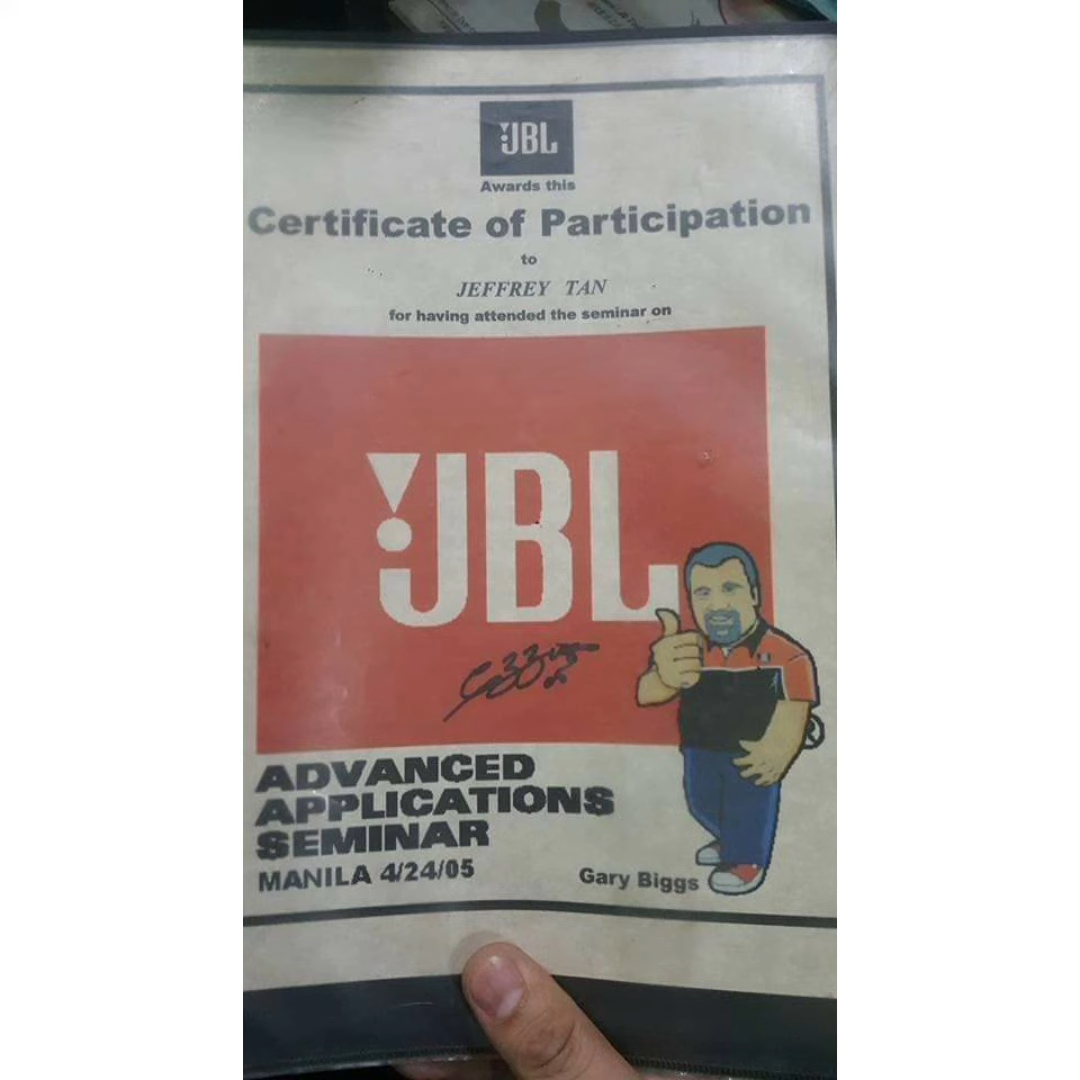 JBL
Awards this
Certificate of Participation
to
JEFFREY TAN
for having attended the seminar on
JBL
ADVANCED
APPLICATIONS
SEMINAR
MANILA 4/24/05
Gary Biggs